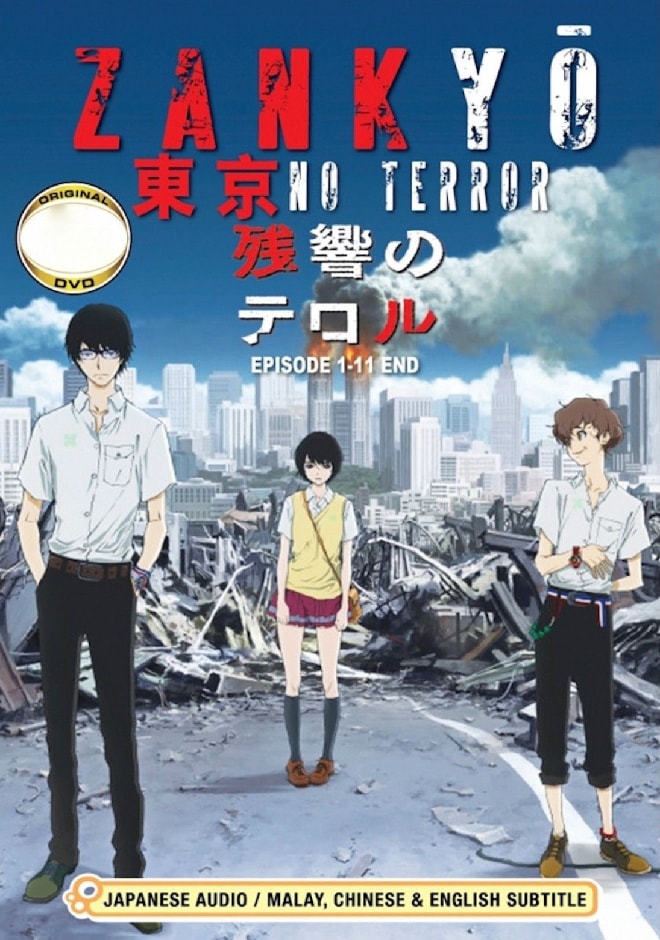 ZANKYŌ
東京NO TERROR
ORIGINAL
DVD
残響の
テロル
EPISODE 1-11 END
JAPANESE AUDIO / MALAY, CHINESE & ENGLISH SUBTITLE